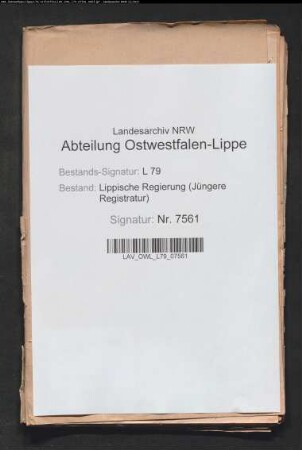 Landesarchiv NRW
Abteilung Ostwestfalen-Lippe
Bestands-Signatur: L 79
Bestand: Lippische Regierung (Jüngere
Registratur)
Signatur: Nr. 7561
LAV_OWL_L79_07561